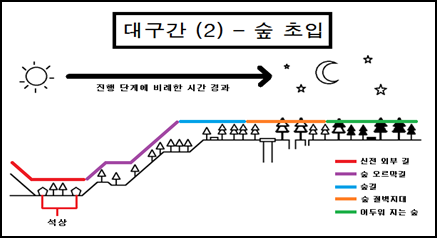 대구간 (2) - 숲 초입
진행 단계에 비례한 시간 경과
신전 외부 길
숲 오르막길
숲길
숲 절벽지대
어두워 지는 숲
석상